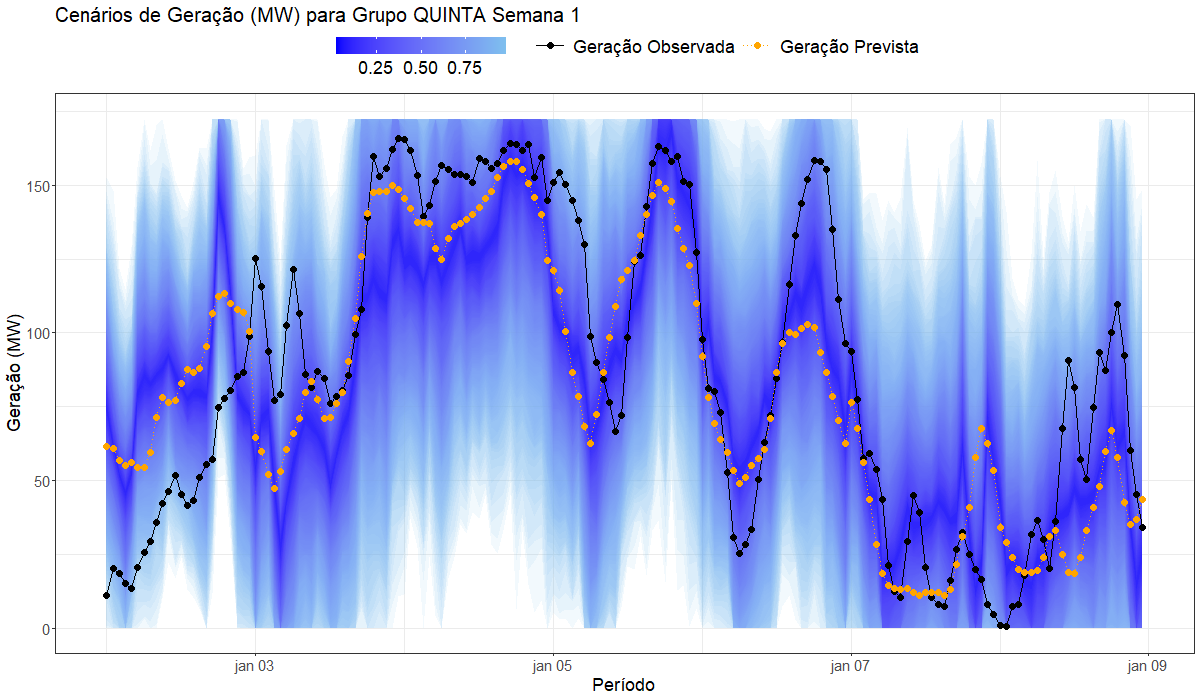 Cenários de Geração (MW) para Grupo QUINTA Semana 1
0.25 0.50 0.75
Geração Observada
Geração Prevista
Geração (MW)
150
100
50
0
jan 03
jan 05
jan 07
jan 09
Período